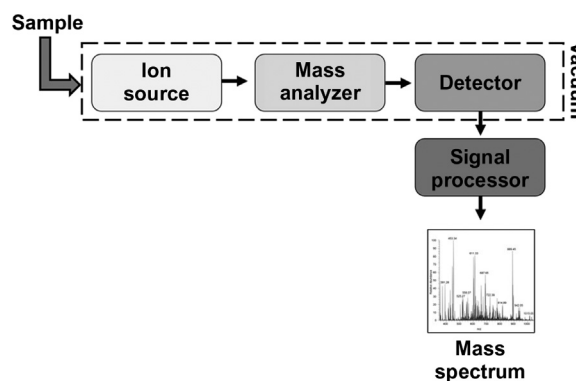 Sample
Ion
source
Mass
analyzer
Detector
Vacuum
Signal
processor
Mass
spectrum